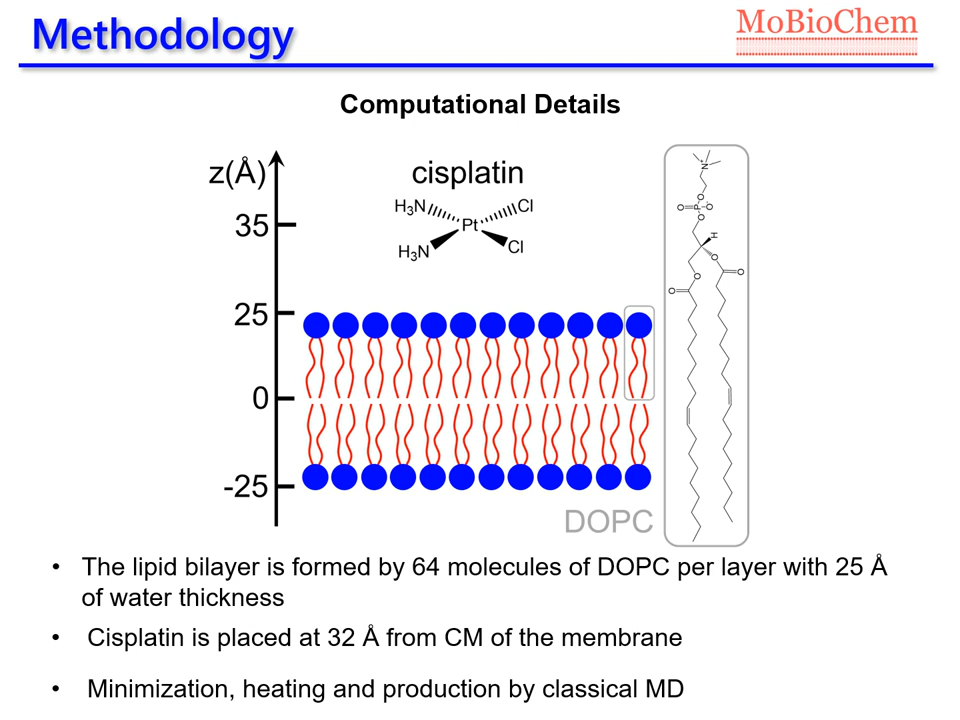 Methodology
MoBioChem
Computational Details
z(Å)
cisplatin
H₃N
Cl
Pt
H₃N
Cl
35
25
0
-25
N
+
O
O
P
O
-
O
H
O
O
O
O
DOPC
• The lipid bilayer is formed by 64 molecules of DOPC per layer with 25 Å
of water thickness
• Cisplatin is placed at 32 Å from CM of the membrane
• Minimization, heating and production by classical MD